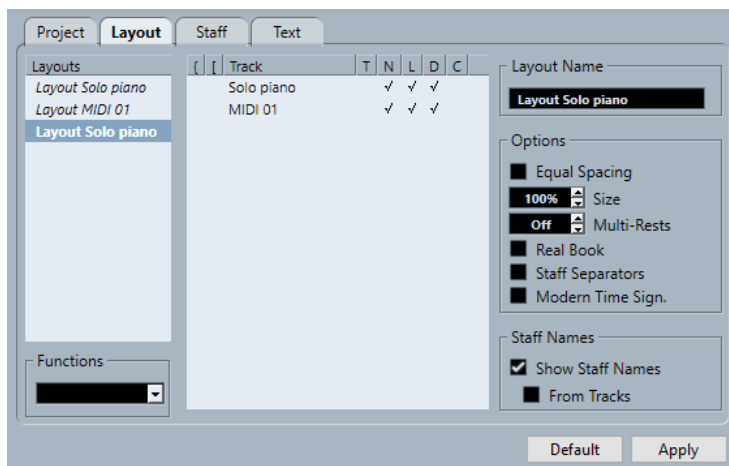 Project Layout Staff Text
Layouts
Layout Solo piano
Layout MIDI 01
Layout Solo piano
Functions
{ [ Track T N L D C
Solo piano √ √ √
MIDI 01 √ √ √
Layout Name
Layout Solo piano
Options
Equal Spacing
100% Size
Off Multi-Rests
Real Book
Staff Separators
Modern Time Sign.
Staff Names
Show Staff Names
From Tracks
Default Apply